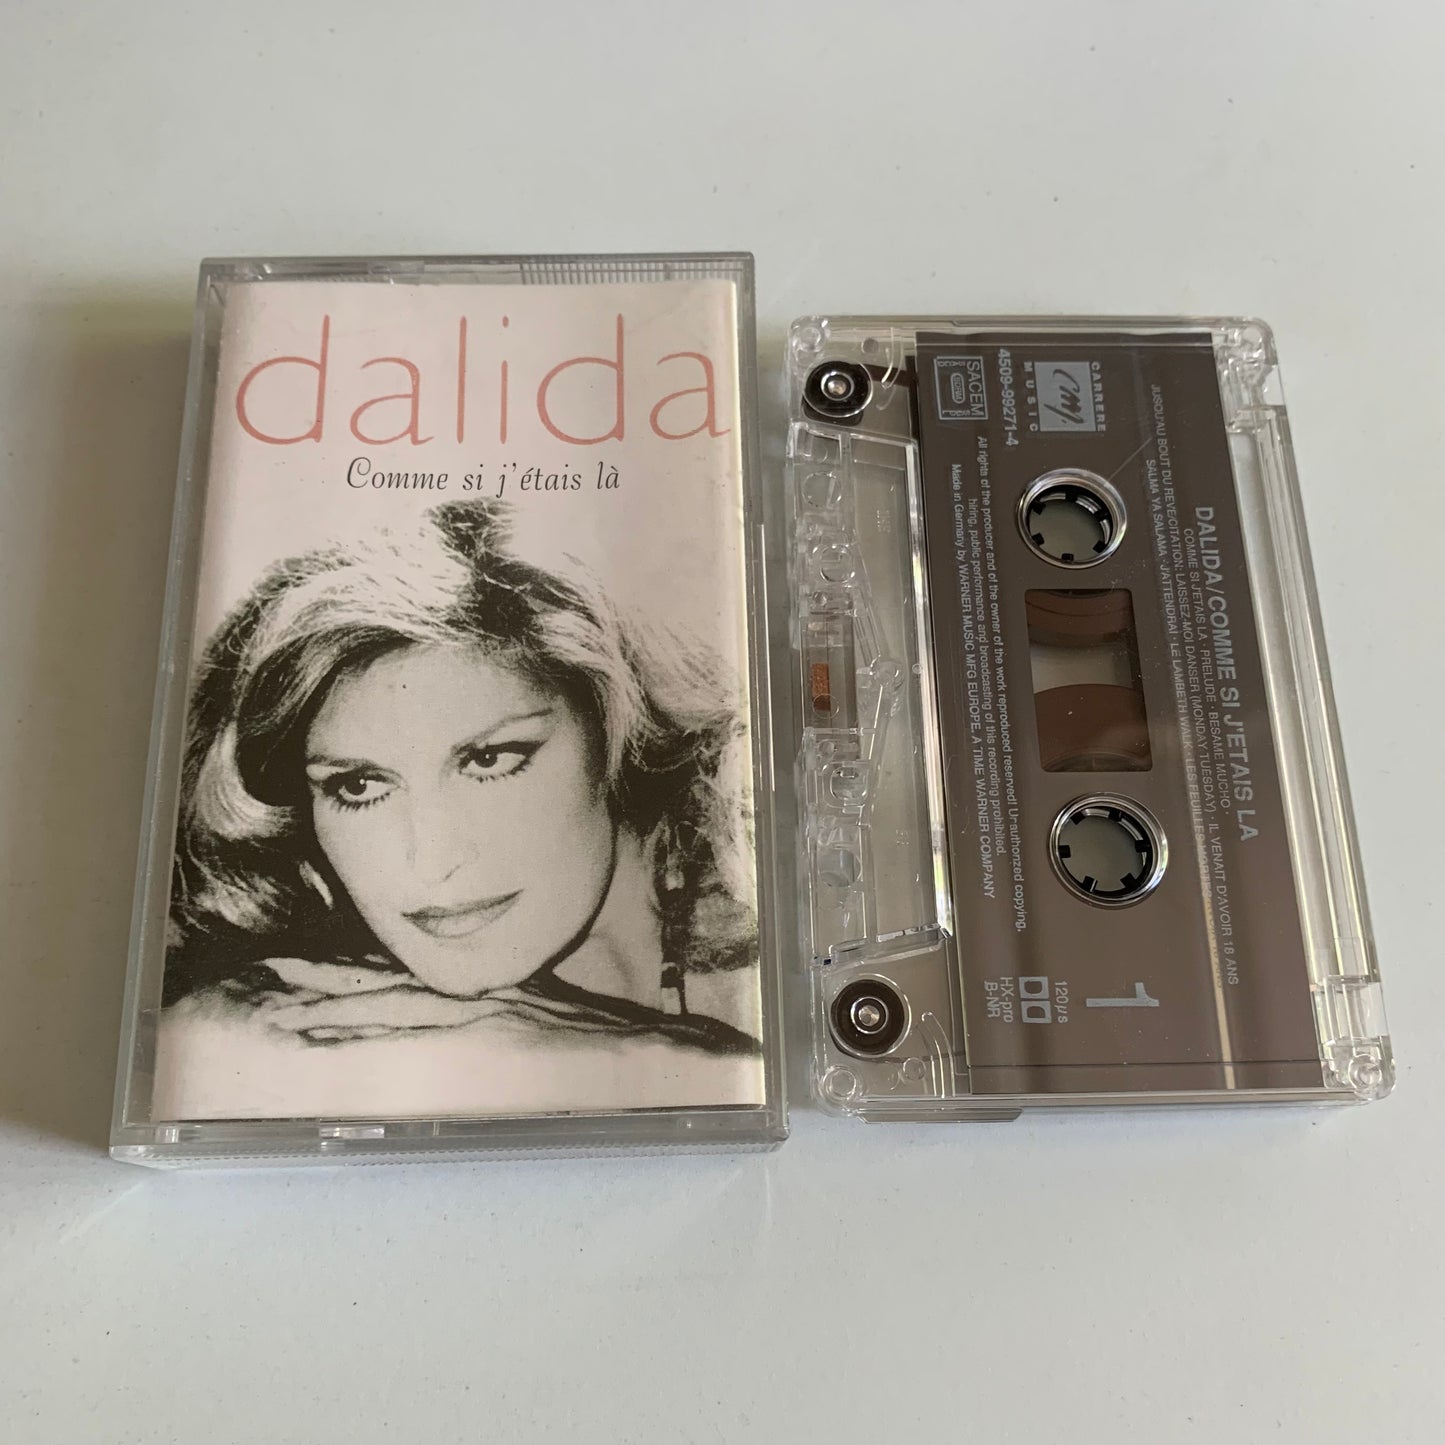 dalida
Comme si j'étais là
DALIDA/COMME SI J'ETAIS LA
COMME SI J'ETAIS LA · PRELUDE · BESAME MUCHO ·
JUSQU'AU BOUT DU REVE/CITATION: LAISSEZ-MOI DANSER (MONDAY TUESDAY) · IL VENAIT D'AVOIR 18 ANS
SALMA YA SALAMA · J'ATTENDRAI · LE LAMBETH WALK · LES FEUILLES MORTES
CARRERE
MUSIC
cm
4509-99271-4
SACEM
1
120µs
HX-pro
B-NR
All rights of the producer and of the owner of the work reproduced reserved! Unauthorized copying,
hiring, public performance and broadcasting of this recording prohibited.
Made in Germany by WARNER MUSIC MFG EUROPE. A TIME WARNER COMPANY